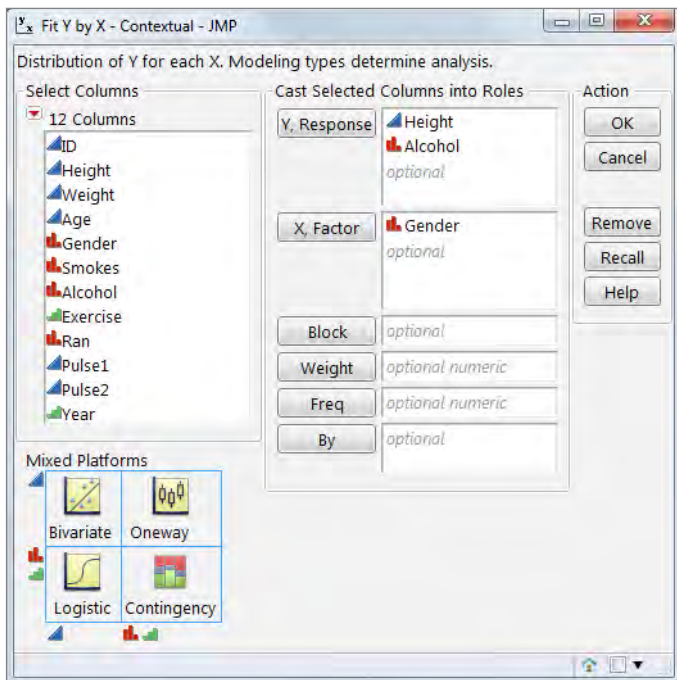 Fit Y by X - Contextual - JMP
Distribution of Y for each X. Modeling types determine analysis.
Select Columns
12 Columns
ID
Height
Weight
Age
Gender
Smokes
Alcohol
Exercise
Ran
Pulse1
Pulse2
Year
Cast Selected Columns into Roles
Y, Response
Height
Alcohol
optional
X, Factor
Gender
optional
Block
optional
Weight
optional numeric
Freq
optional numeric
By
optional
Action
OK
Cancel
Remove
Recall
Help
Mixed Platforms
Bivariate
Oneway
Logistic
Contingency